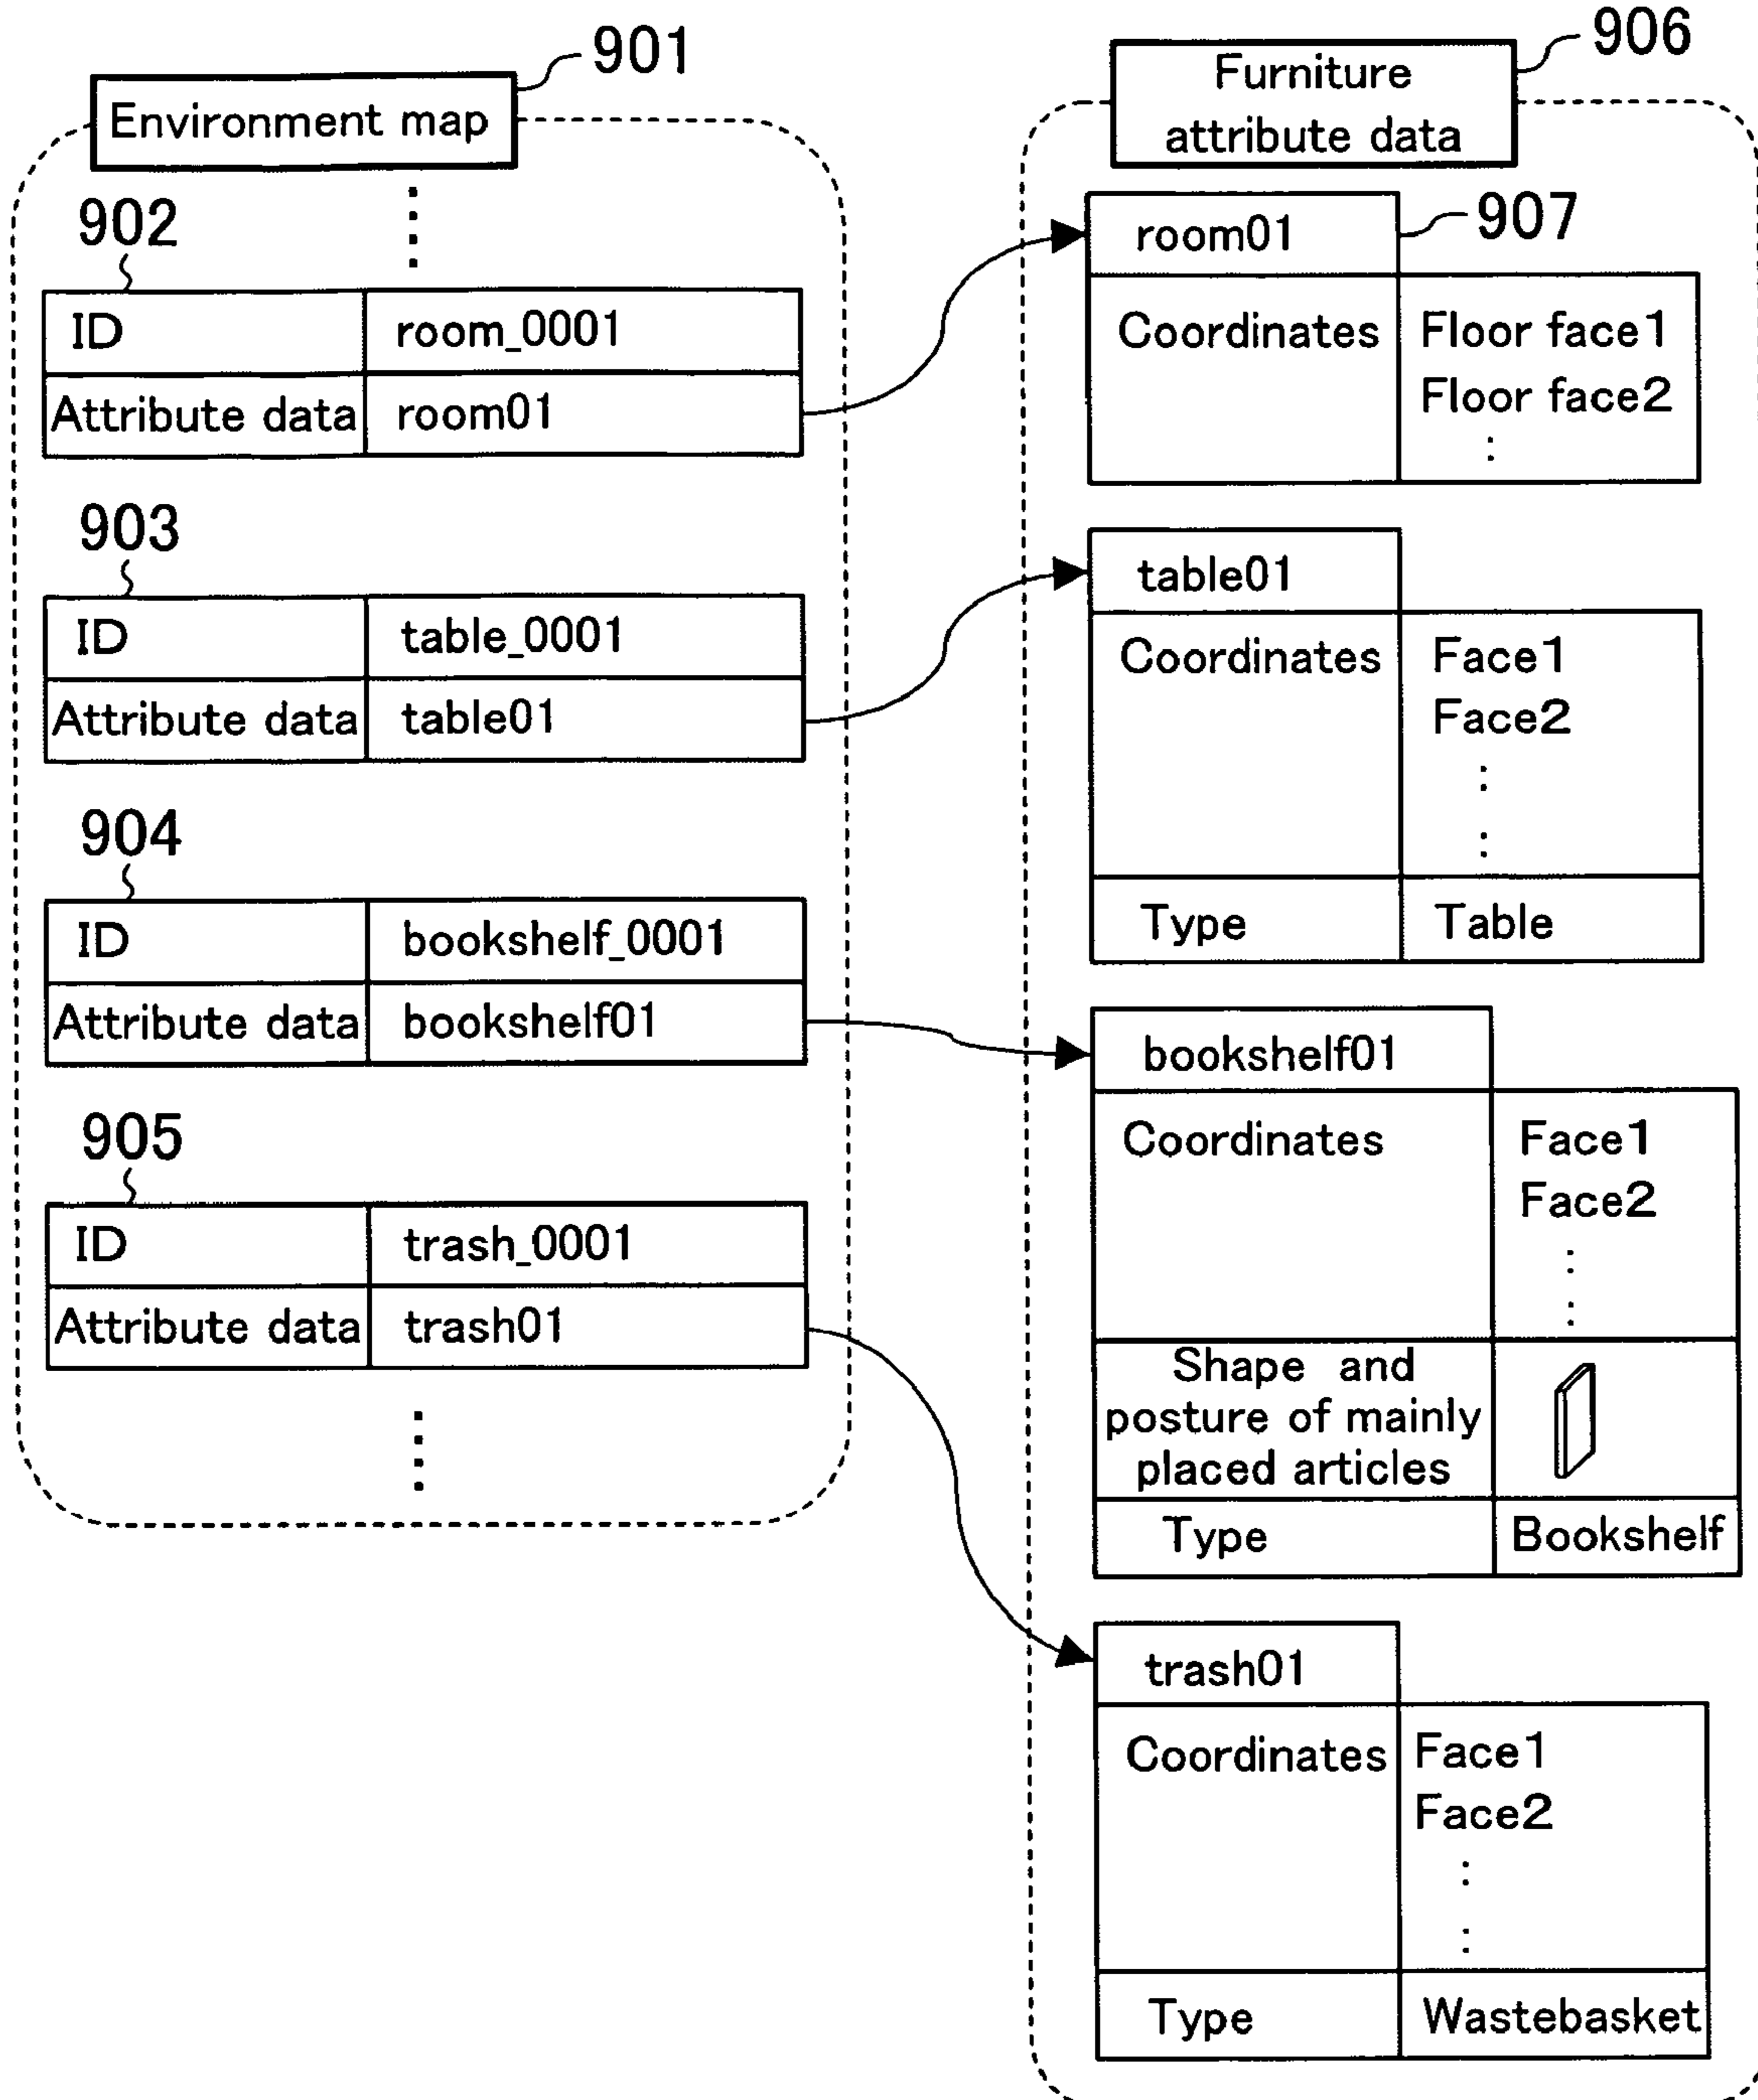 901
Environment map
902
ID room_0001
Attribute data room01
903
ID table_0001
Attribute data table01
904
ID bookshelf_0001
Attribute data bookshelf01
905
ID trash_0001
Attribute data trash01
906
Furniture
attribute data
room01 907
Coordinates Floor face1
Floor face2
table01
Coordinates Face1
Face2
Type Table
bookshelf01
Coordinates Face1
Face2
Shape and
posture of mainly
placed articles
Type Bookshelf
trash01
Coordinates Face1
Face2
Type Wastebasket